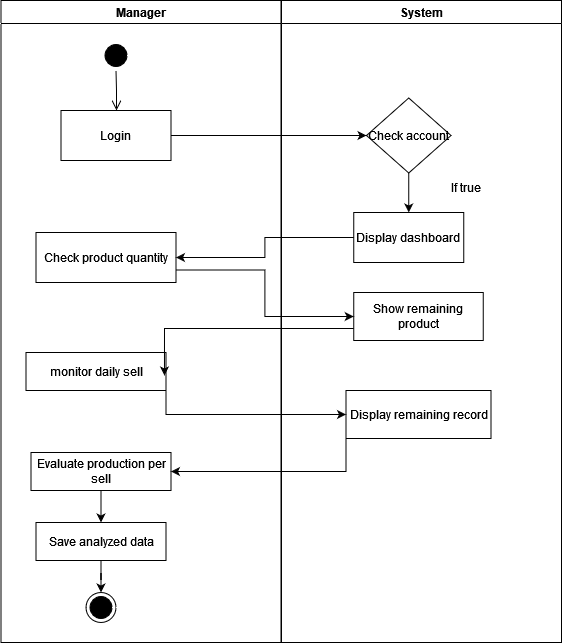 Manager
System
Login
Check account
If true
Display dashboard
Check product quantity
Show remaining
product
monitor daily sell
Display remaining record
Evaluate production per
sell
Save analyzed data